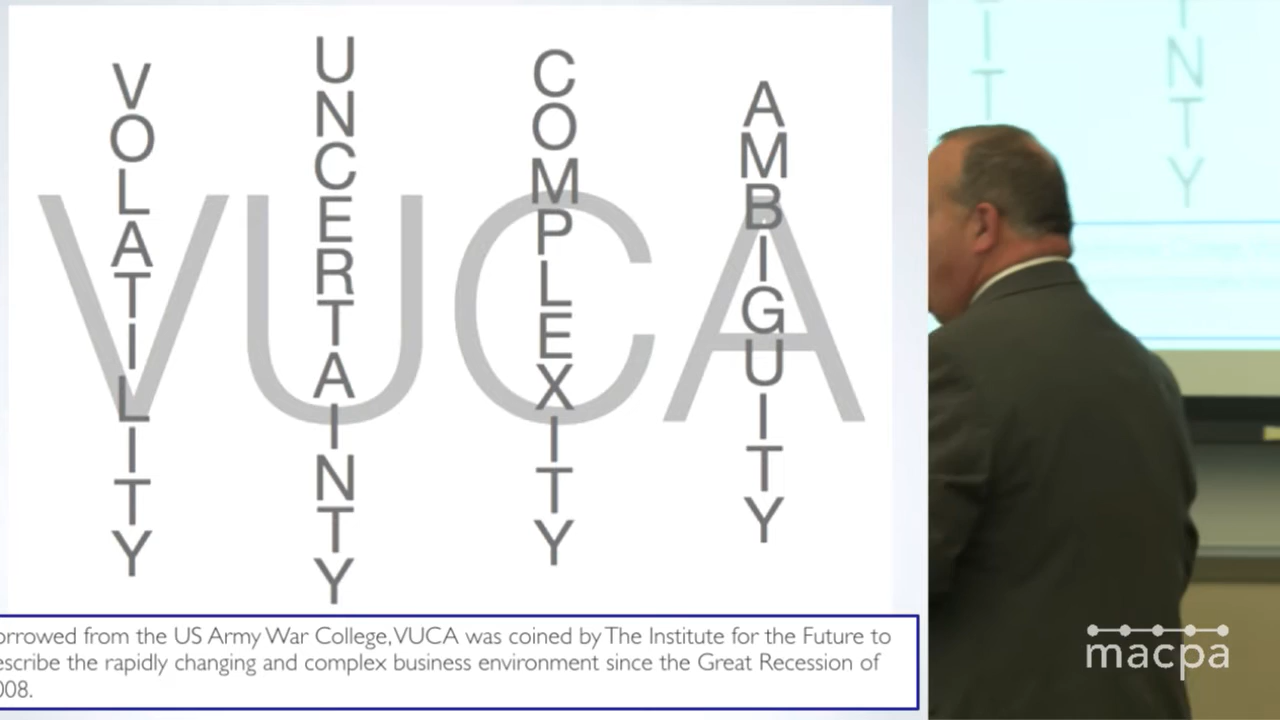 VOLATILITY
UNCERTAINTY
COMPLEXITY
AMBIGUITY
VUCA
orrowed from the US Army War College, VUCA was coined by The Institute for the Future to
escribe the rapidly changing and complex business environment since the Great Recession of
008.
I
T
N
T
Y
macpa